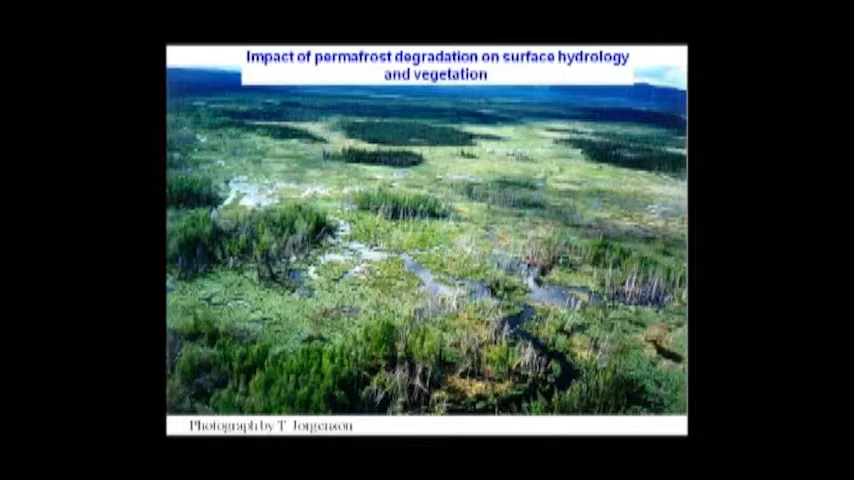 Impact of permafrost degradation on surface hydrology
and vegetation
Photograph by T Jorgenson